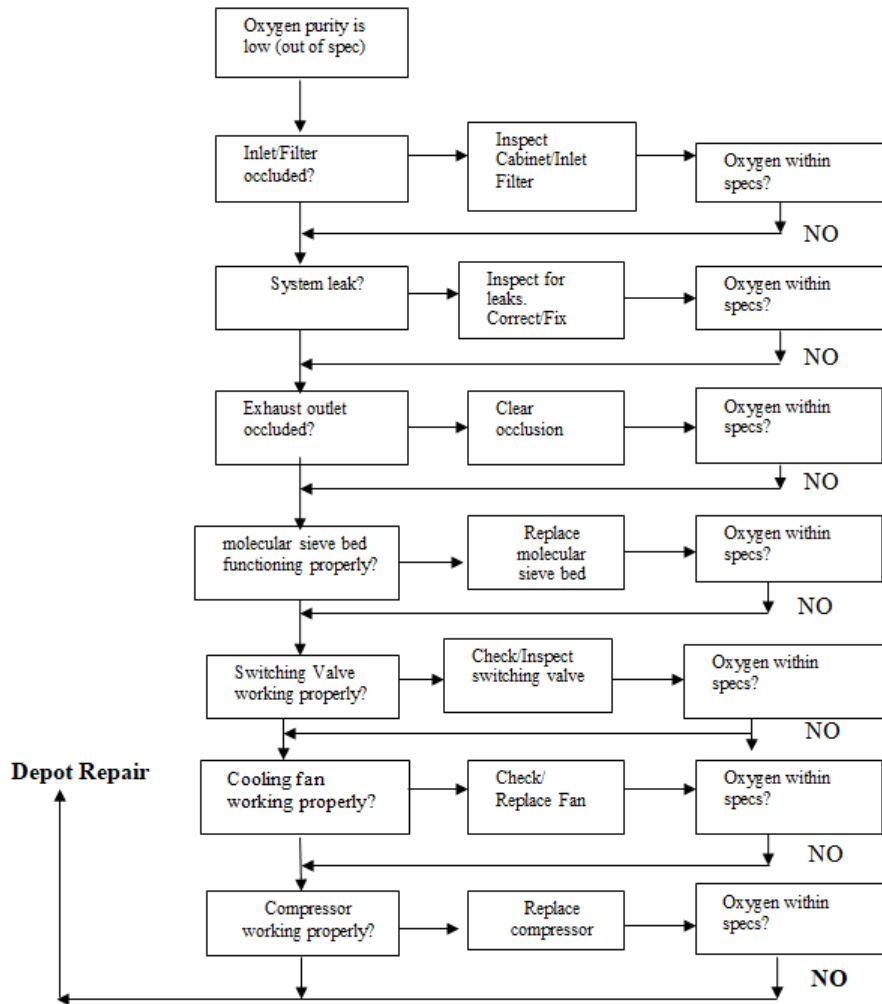 Oxygen purity is
low (out of spec)
Inlet/Filter
occluded?
Inspect
Cabinet/Inlet
Filter
Oxygen within
specs?
NO
System leak?
Inspect for
leaks.
Correct/Fix
Oxygen within
specs?
NO
Exhaust outlet
occluded?
Clear
occlusion
Oxygen within
specs?
NO
molecular sieve bed
functioning properly?
Replace
molecular
sieve bed
Oxygen within
specs?
NO
Switching Valve
working properly?
Check/Inspect
switching valve
Oxygen within
specs?
NO
Depot Repair
Cooling fan
working properly?
Check/
Replace Fan
Oxygen within
specs?
NO
Compressor
working properly?
Replace
compressor
Oxygen within
specs?
NO